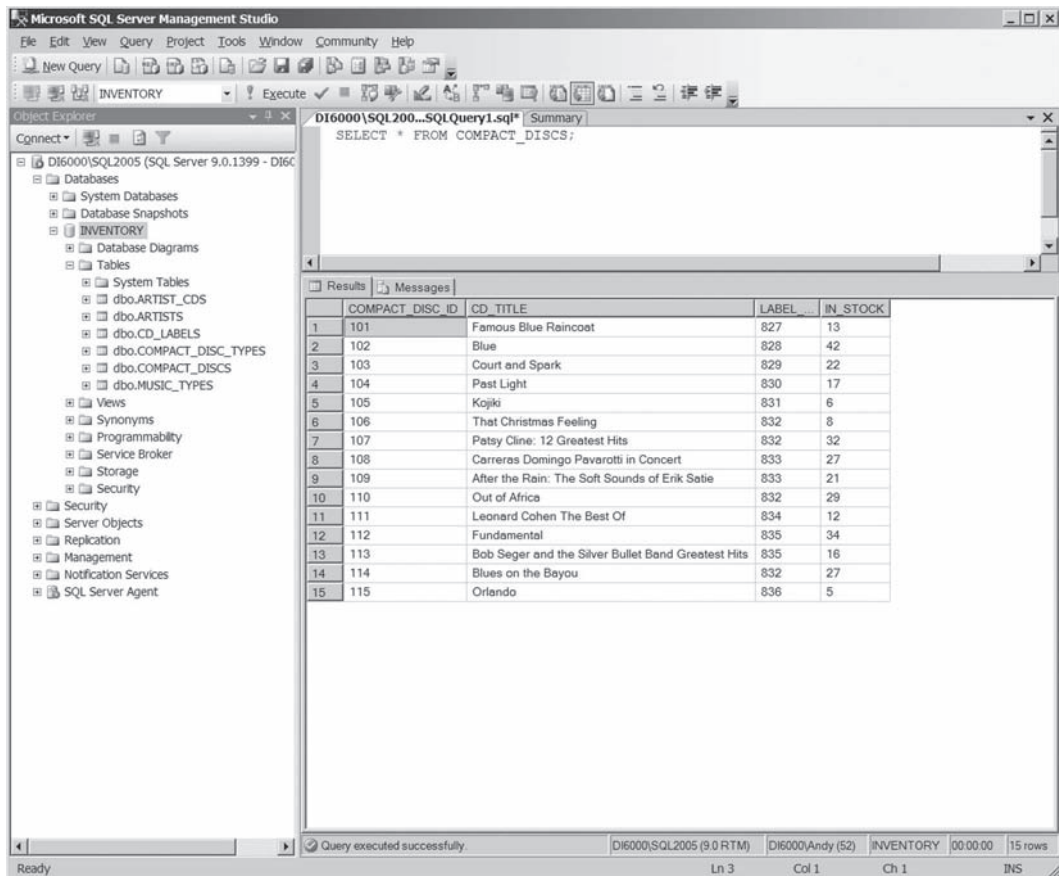 Microsoft SQL Server Management Studio
File Edit View Query Project Tools Window Community Help
New Query
INVENTORY Execute
Object Explorer
Connect
DI6000\SQL2005 (SQL Server 9.0.1399 - DI60
Databases
System Databases
Database Snapshots
INVENTORY
Database Diagrams
Tables
System Tables
dbo.ARTIST_CDS
dbo.ARTISTS
dbo.CD_LABELS
dbo.COMPACT_DISC_TYPES
dbo.COMPACT_DISCS
dbo.MUSIC_TYPES
Views
Synonyms
Programmability
Service Broker
Storage
Security
Security
Server Objects
Replication
Management
Notification Services
SQL Server Agent
DI6000\SQL200...SQLQuery1.sql* Summary
SELECT * FROM COMPACT_DISCS;
Results Messages
COMPACT_DISC_ID CD_TITLE LABEL_... IN_STOCK
1 101 Famous Blue Raincoat 827 13
2 102 Blue 828 42
3 103 Court and Spark 829 22
4 104 Past Light 830 17
5 105 Kojiki 831 6
6 106 That Christmas Feeling 832 8
7 107 Patsy Cline: 12 Greatest Hits 832 32
8 108 Carreras Domingo Pavarotti in Concert 833 27
9 109 After the Rain: The Soft Sounds of Erik Satie 833 21
10 110 Out of Africa 832 29
11 111 Leonard Cohen The Best Of 834 12
12 112 Fundamental 835 34
13 113 Bob Seger and the Silver Bullet Band Greatest Hits 835 16
14 114 Blues on the Bayou 832 27
15 115 Orlando 836 5
Query executed successfully. DI6000\SQL2005 (9.0 RTM) DI6000\Andy (52) INVENTORY 00:00:00 15 rows
Ready Ln 3 Col 1 Ch 1 INS